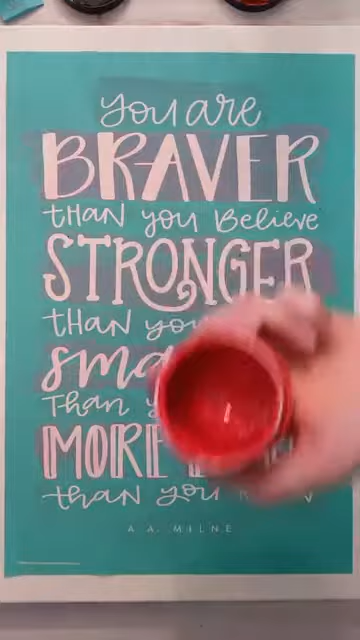 you are
BRAVER
THAN you Believe
STRONGER
THAN you
sma
Than
MORE
than you
A.A. MILNE